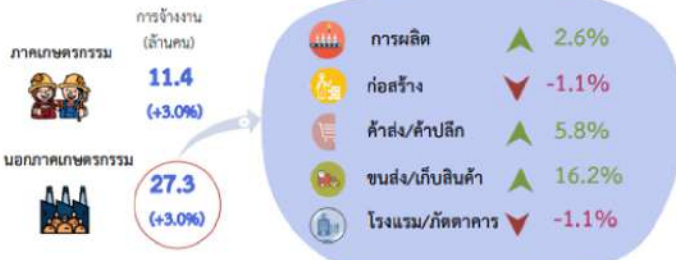 การจ้างงาน
(ล้านคน)
ภาคเกษตรกรรม
11.4
(+3.0%)
นอกภาคเกษตรกรรม
27.3
(+3.0%)
การผลิต 2.6%
ก่อสร้าง -1.1%
ค้าส่ง/ค้าปลีก 5.8%
ขนส่ง/เก็บสินค้า 16.2%
โรงแรม/ภัตตาคาร -1.1%